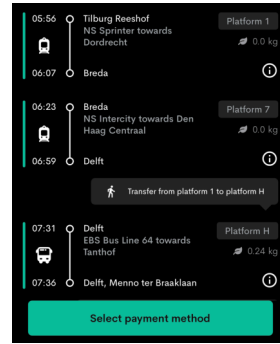 05:56 Tilburg Reeshof Platform 1
NS Sprinter towards
Dordrecht 0.0 kg
06:07 Breda
06:23 Breda Platform 7
NS Intercity towards Den
Haag Centraal 0.0 kg
06:59 Delft
Transfer from platform 1 to platform H
07:31 Delft Platform H
EBS Bus Line 64 towards
Tanthof 0.24 kg
07:36 Delft, Menno ter Braaklaan
Select payment method